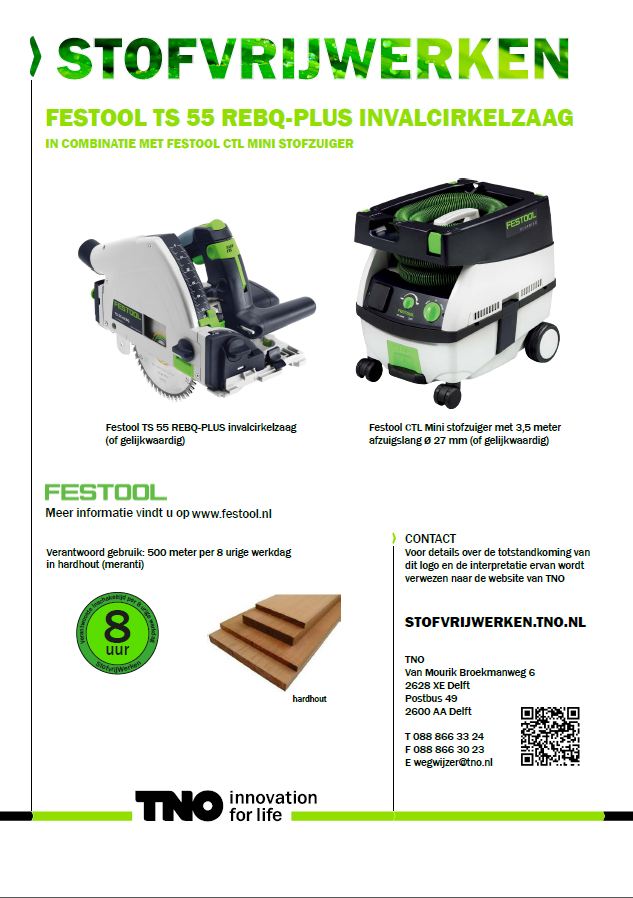 STOFVRIJWERKEN
FESTOOL TS 55 REBQ-PLUS INVALCIRKELZAAG
IN COMBINATIE MET FESTOOL CTL MINI STOFZUIGER
FESTOOL
FESTOOL
FESTOOL
Festool TS 55 REBQ-PLUS invalcirkelzaag
(of gelijkwaardig)
Festool CTL Mini stofzuiger met 3,5 meter
afzuigslang Ø 27 mm (of gelijkwaardig)
FESTOOL
Meer informatie vindt u op www.festool.nl
Verantwoord gebruik: 500 meter per 8 urige werkdag
in hardhout (meranti)
verantwoorde inschakeltijd per 8 urige werkdag
8
uur
StofvrijWerken
hardhout
CONTACT
Voor details over de totstandkoming van
dit logo en de interpretatie ervan wordt
verwezen naar de website van TNO
STOFVRIJWERKEN.TNO.NL
TNO
Van Mourik Broekmanweg 6
2628 XE Delft
Postbus 49
2600 AA Delft
T 088 866 33 24
F 088 866 30 23
E wegwijzer@tno.nl
TNO innovation
for life